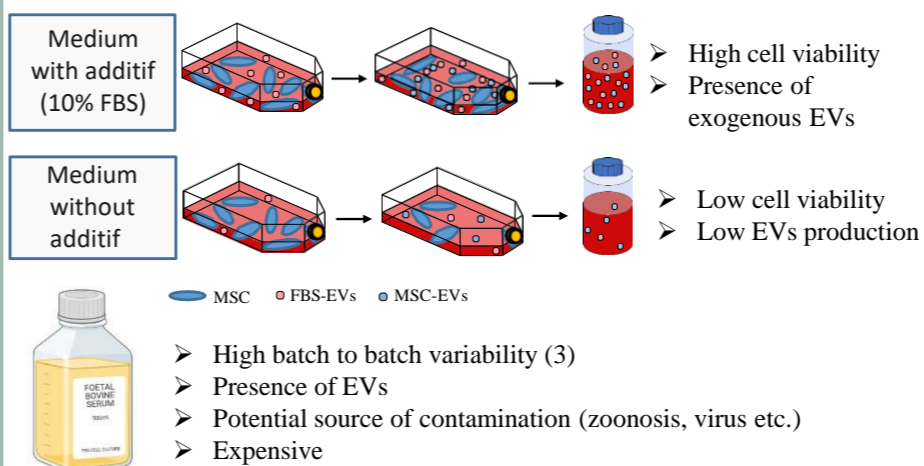 Medium
with additif
(10% FBS)
➢ High cell viability
➢ Presence of
exogenous EVs
Medium
without
additif
➢ Low cell viability
➢ Low EVs production
MSC
FBS-EVs
MSC-EVs
FOETAL
BOVINE
SERUM
➢ High batch to batch variability (3)
➢ Presence of EVs
➢ Potential source of contamination (zoonosis, virus etc.)
➢ Expensive